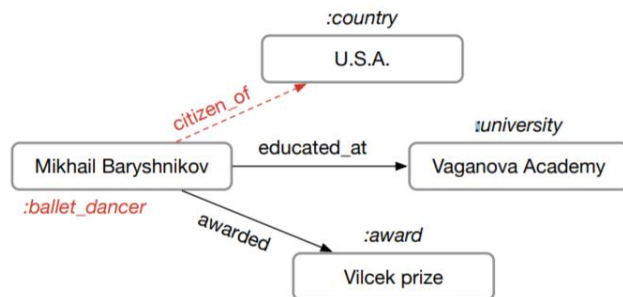 :country
U.S.A.
citizen_of
:university
educated_at
Mikhail Baryshnikov
Vaganova Academy
:ballet_dancer
awarded
:award
Vilcek prize